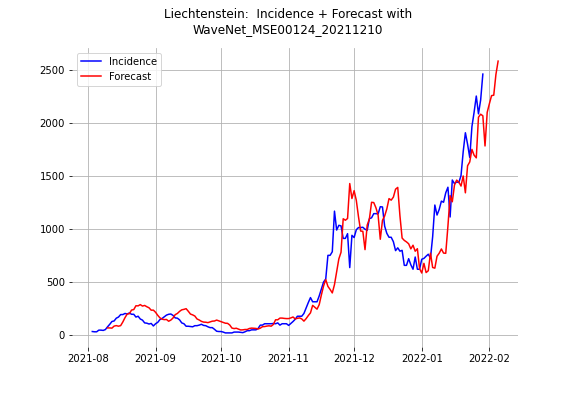 Liechtenstein:  Incidence + Forecast with
WaveNet_MSE00124_20211210
Incidence
Forecast
2500
2000
1500
1000
500
0
2021-08 2021-09 2021-10 2021-11 2021-12 2022-01 2022-02